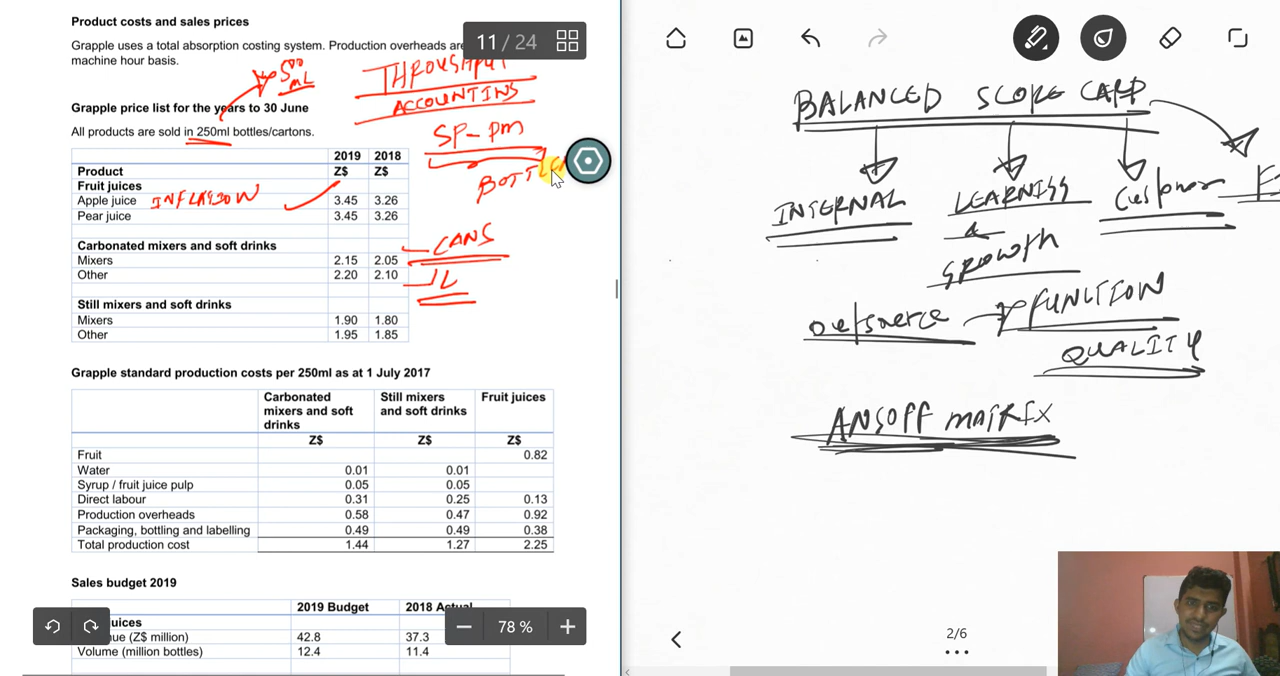 Product costs and sales prices
Grapple uses a total absorption costing system. Production overheads are
machine hour basis.
11 / 24
500 mL
THROUGHPUT
ACCOUNTING
SP - pm
Grapple price list for the years to 30 June
All products are sold in 250ml bottles/cartons.
2019 2018
Product Z$ Z$
Fruit juices
Apple juice INFLASION 3.45 3.26
Pear juice 3.45 3.26
Carbonated mixers and soft drinks
CANS
Mixers 2.15 2.05
Other 2.20 2.10
1L
Still mixers and soft drinks
Mixers 1.90 1.80
Other 1.95 1.85
Grapple standard production costs per 250ml as at 1 July 2017
Carbonated mixers and soft drinks Still mixers and soft drinks Fruit juices
Z$ Z$ Z$
Fruit 0.82
Water 0.01 0.01
Syrup / fruit juice pulp 0.05 0.05
Direct labour 0.31 0.25 0.13
Production overheads 0.58 0.47 0.92
Packaging, bottling and labelling 0.49 0.49 0.38
Total production cost 1.44 1.27 2.25
Sales budget 2019
2019 Budget 2018 Actual
uices
ue (Z$ million) 42.8 37.3
Volume (million bottles) 12.4 11.4
78 %
BALANCED SCORE CARD
INTERNAL
LEARNING
&
growth
Customer
outsource
FUNCTION
QUALITY
ANSOFF MATRIX
2/6